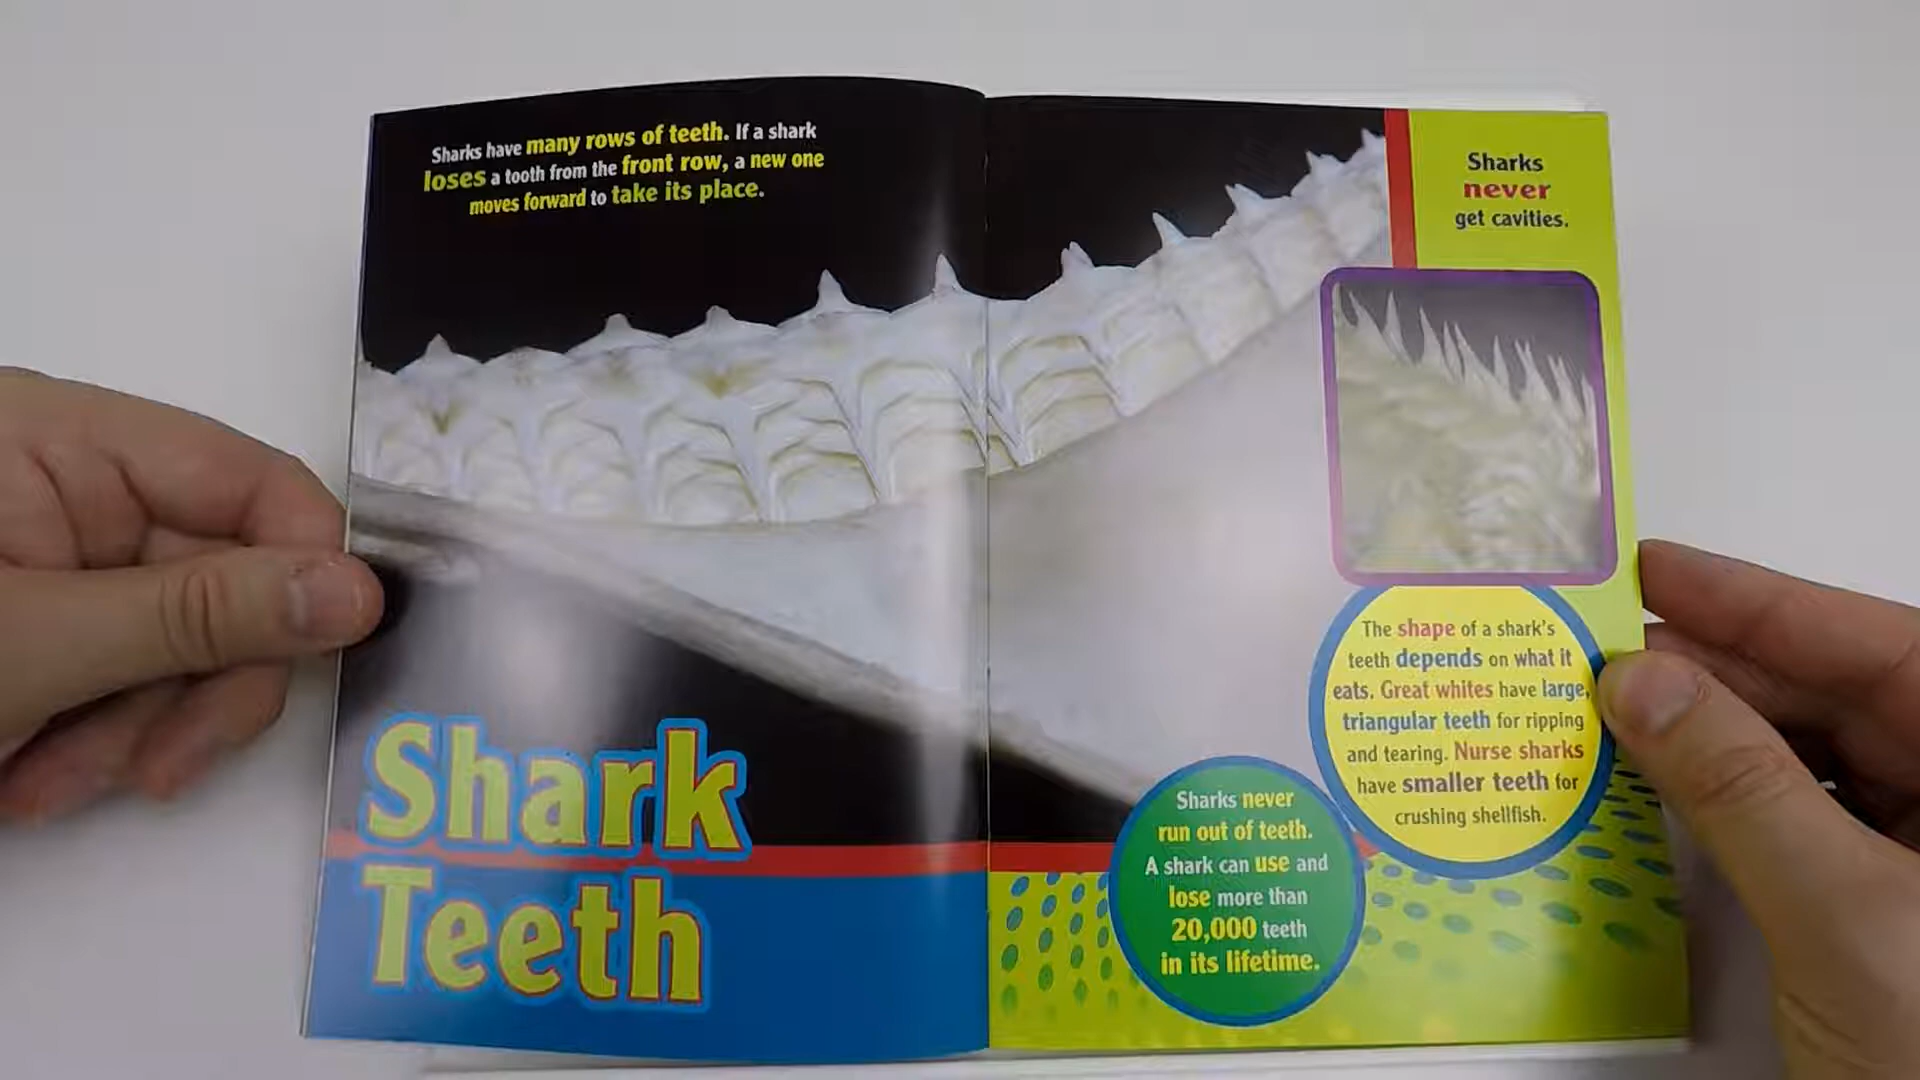 Sharks have many rows of teeth. If a shark
loses a tooth from the front row, a new one
moves forward to take its place.
Shark
Teeth
Sharks
never
get cavities.
The shape of a shark's
teeth depends on what it
eats. Great whites have large,
triangular teeth for ripping
and tearing. Nurse sharks
have smaller teeth for
crushing shellfish.
Sharks never
run out of teeth.
A shark can use and
lose more than
20,000 teeth
in its lifetime.